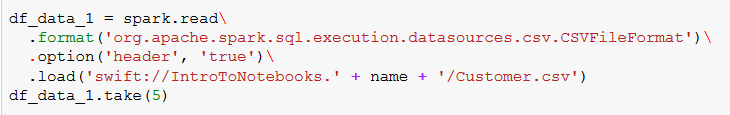 df_data_1 = spark.read\
  .format('org.apache.spark.sql.execution.datasources.csv.CSVFileFormat')\
  .option('header', 'true')\
  .load('swift://IntroToNotebooks.' + name + '/Customer.csv')
df_data_1.take(5)